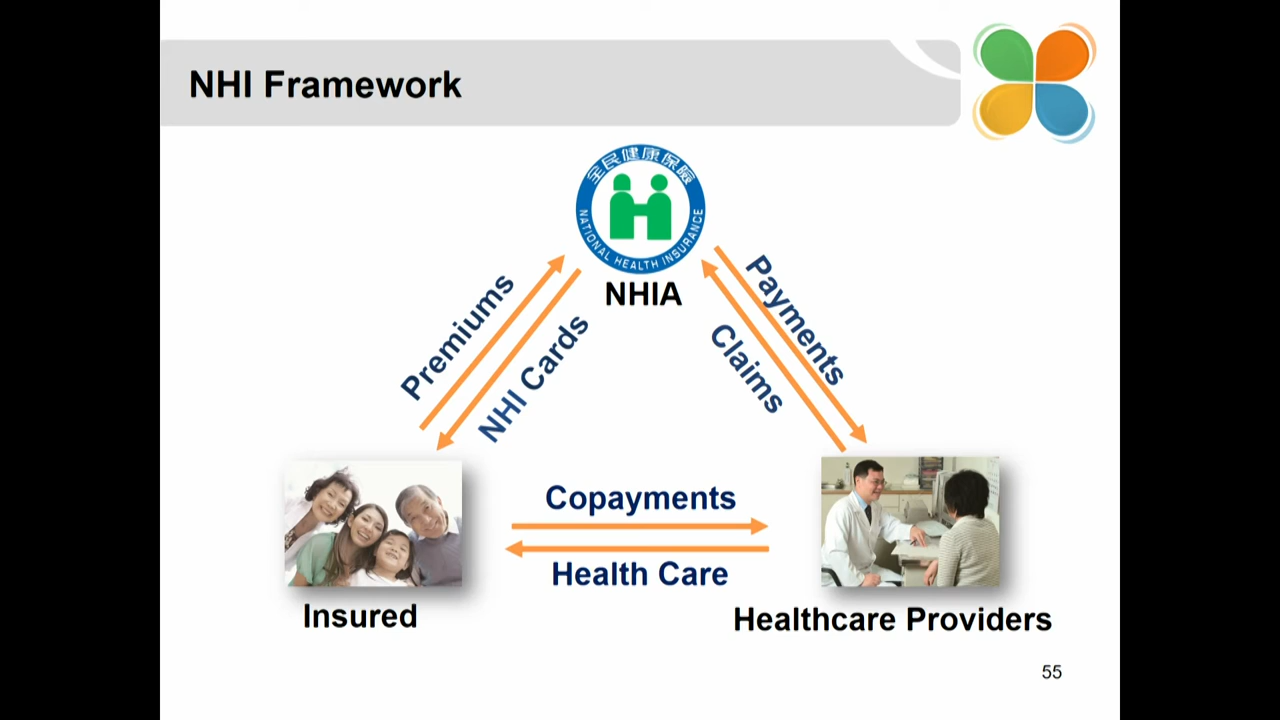 NHI Framework
全民健康保險
NATIONAL HEALTH INSURANCE
NHIA
Premiums
NHI Cards
Payments
Claims
Copayments
Health Care
Insured
Healthcare Providers
55